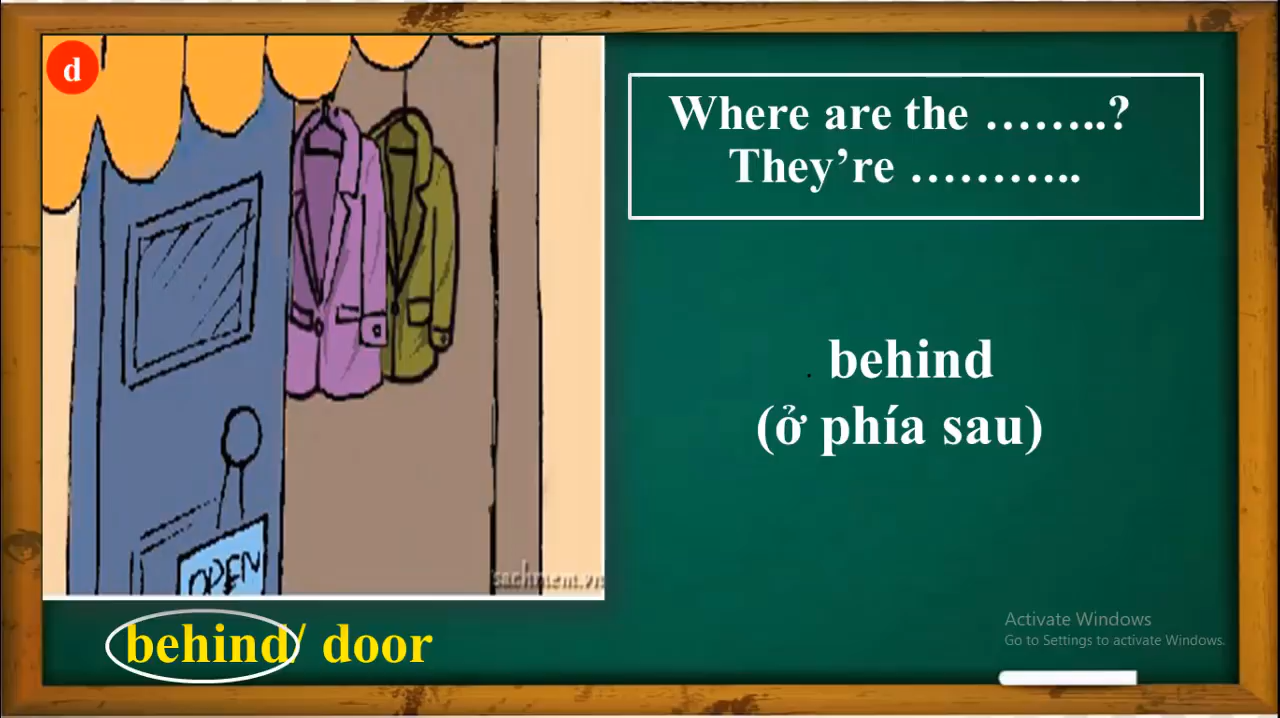 d
Where are the ……..?
They’re ………..
behind
(ở phía sau)
OPEN
sachmem.vn
behind/ door
Activate Windows
Go to Settings to activate Windows.